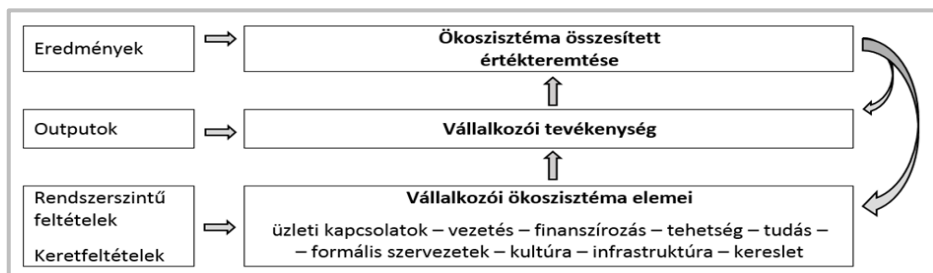 Eredmények
Ökoszisztéma összesített
értékteremtése
Outputok
Vállalkozói tevékenység
Rendszerszintű
feltételek
Keretfeltételek
Vállalkozói ökoszisztéma elemei
üzleti kapcsolatok – vezetés – finanszírozás – tehetség – tudás –
– formális szervezetek – kultúra – infrastruktúra – kereslet